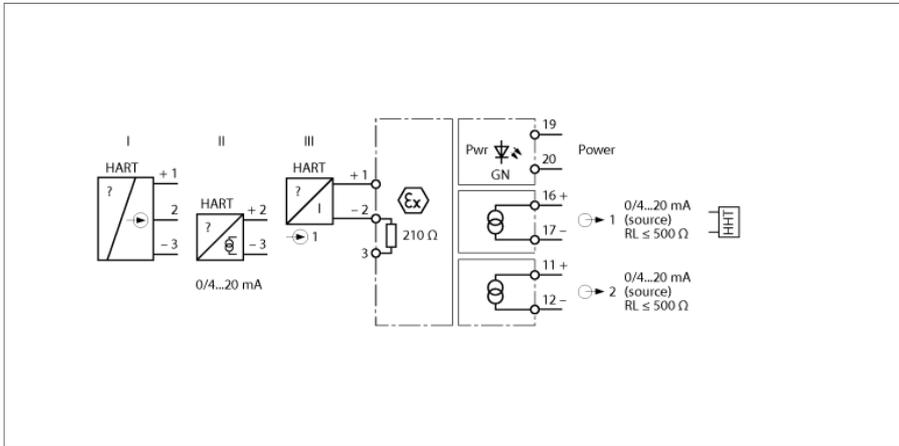 I
II
III
HART
+ 1
?
2
– 3
HART
+ 2
?
– 3
0/4...20 mA
HART
+ 1
?
I
– 2
1
3
210 Ω
Ex
19
Pwr
20
GN
Power
16 +
17 –
1
0/4...20 mA
(source)
RL ≤ 500 Ω
HHT
11 +
12 –
2
0/4...20 mA
(source)
RL ≤ 500 Ω